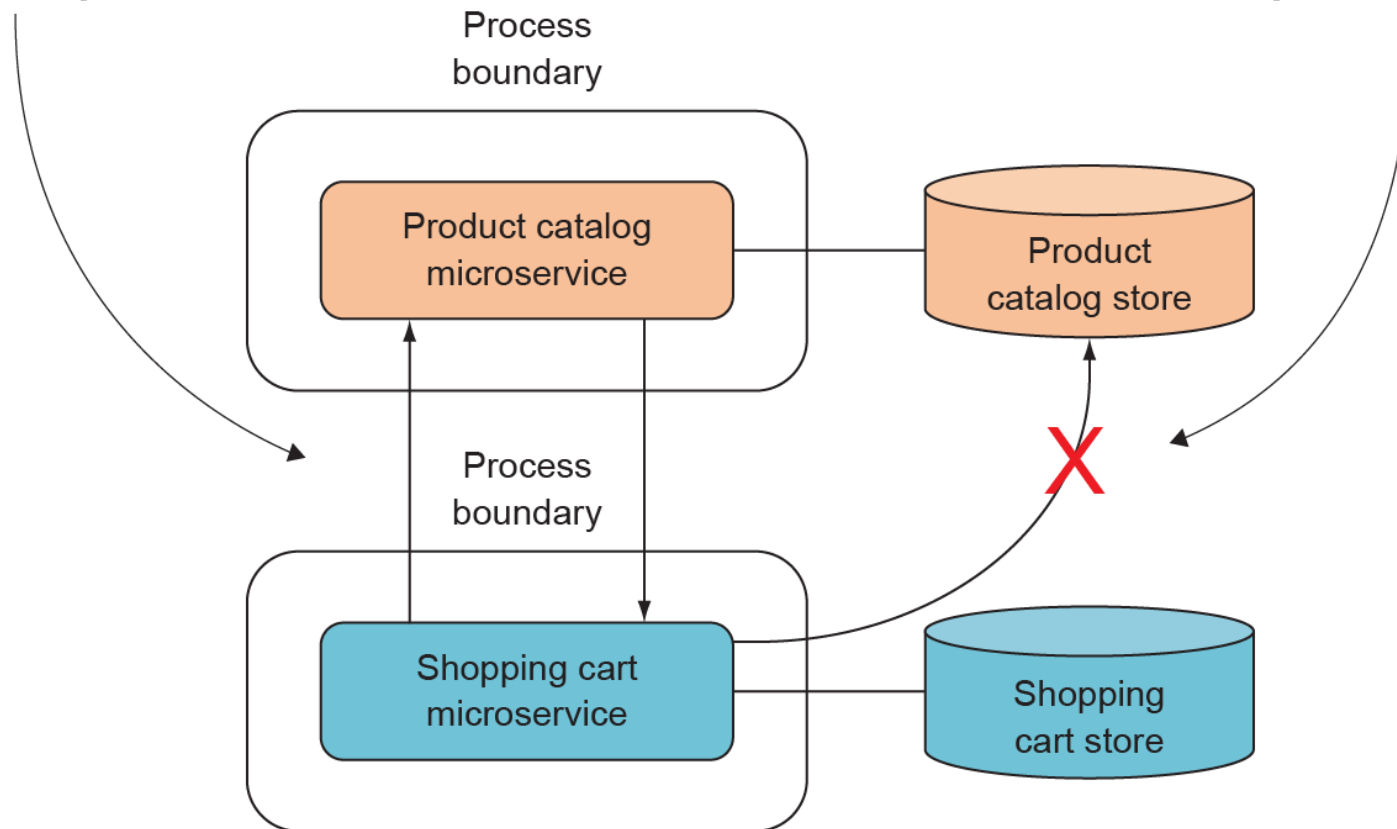 Process
boundary
Product catalog
microservice
Product
catalog store
Process
boundary
X
Shopping cart
microservice
Shopping
cart store